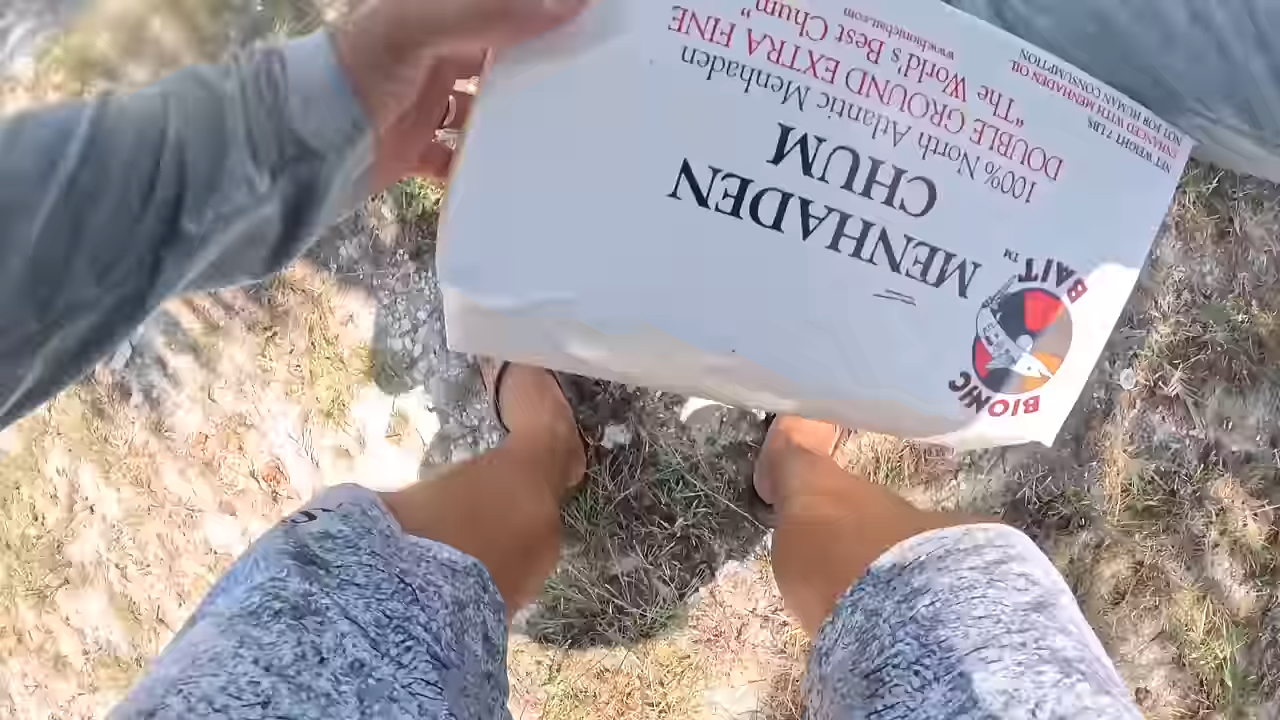 BIONIC
BAIT™
MENHADEN
CHUM
100% North Atlantic Menhaden
DOUBLE GROUND EXTRA FINE
“The World's Best Chum”
www.bionicbait.com
NET WEIGHT 7 LBS.
ENHANCED WITH MENHADEN OIL
NOT FOR HUMAN CONSUMPTION.